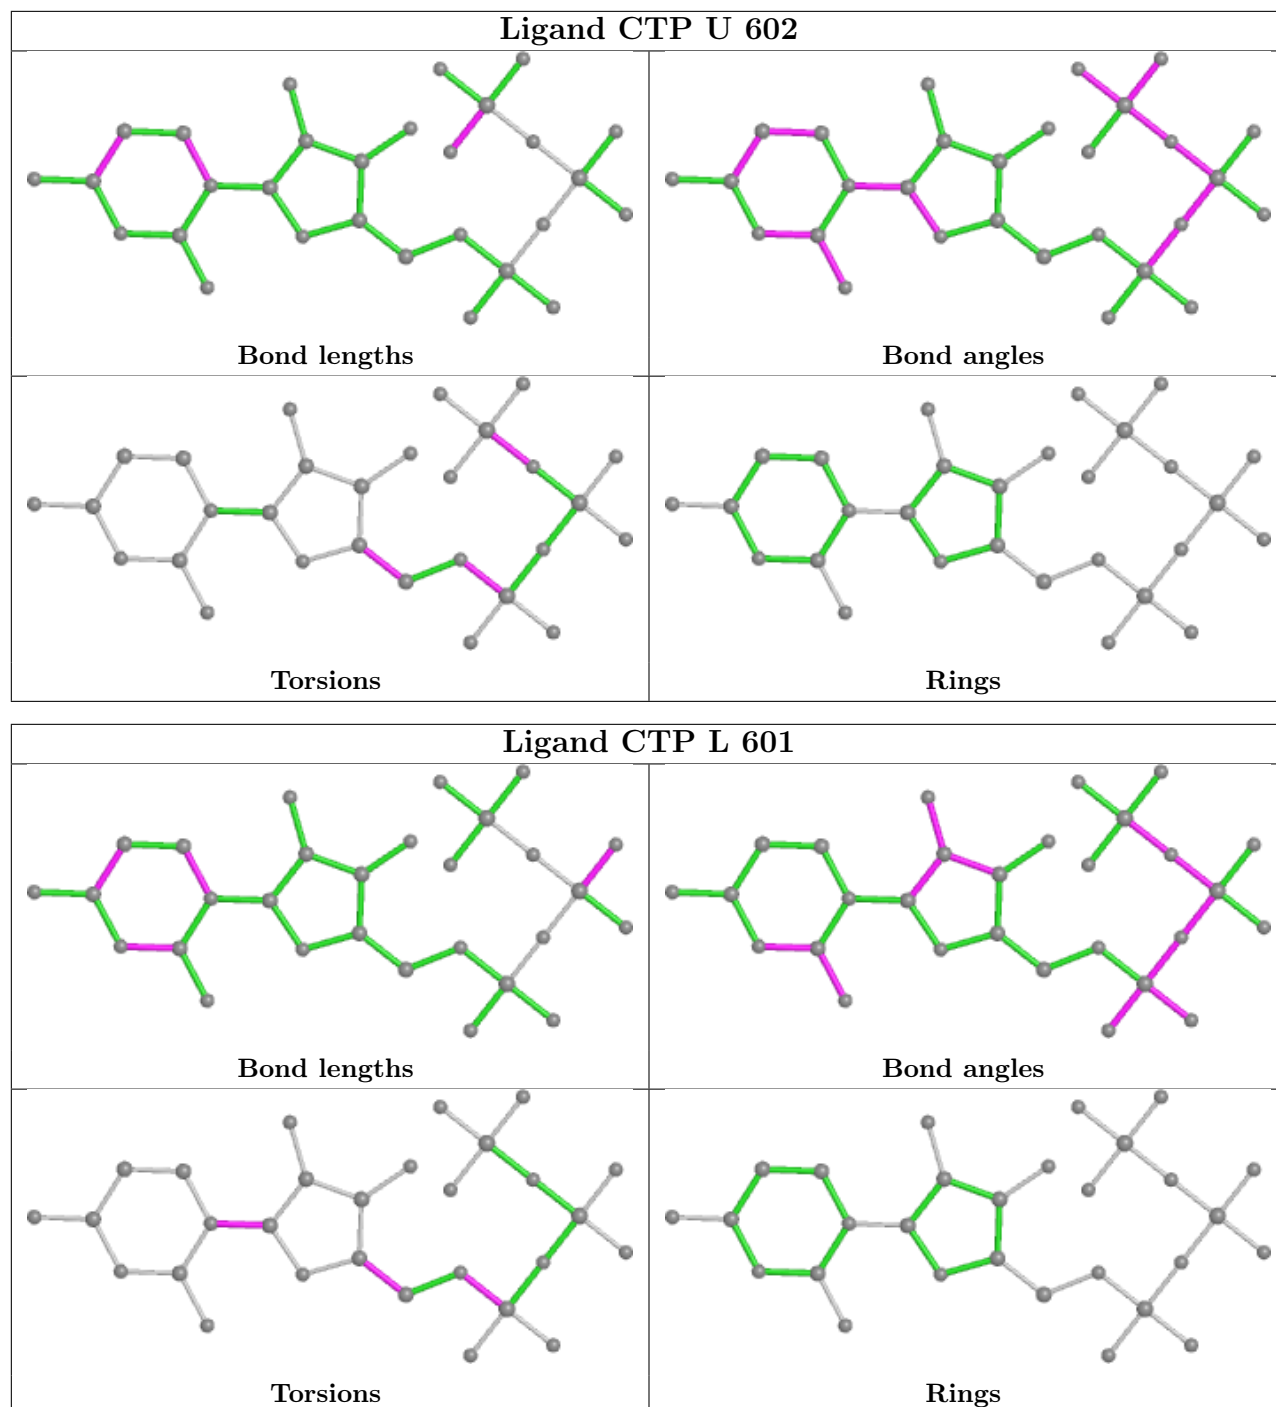 Ligand CTP U 602
Bond lengths
Bond angles
Torsions
Rings
Ligand CTP L 601
Bond lengths
Bond angles
Torsions
Rings